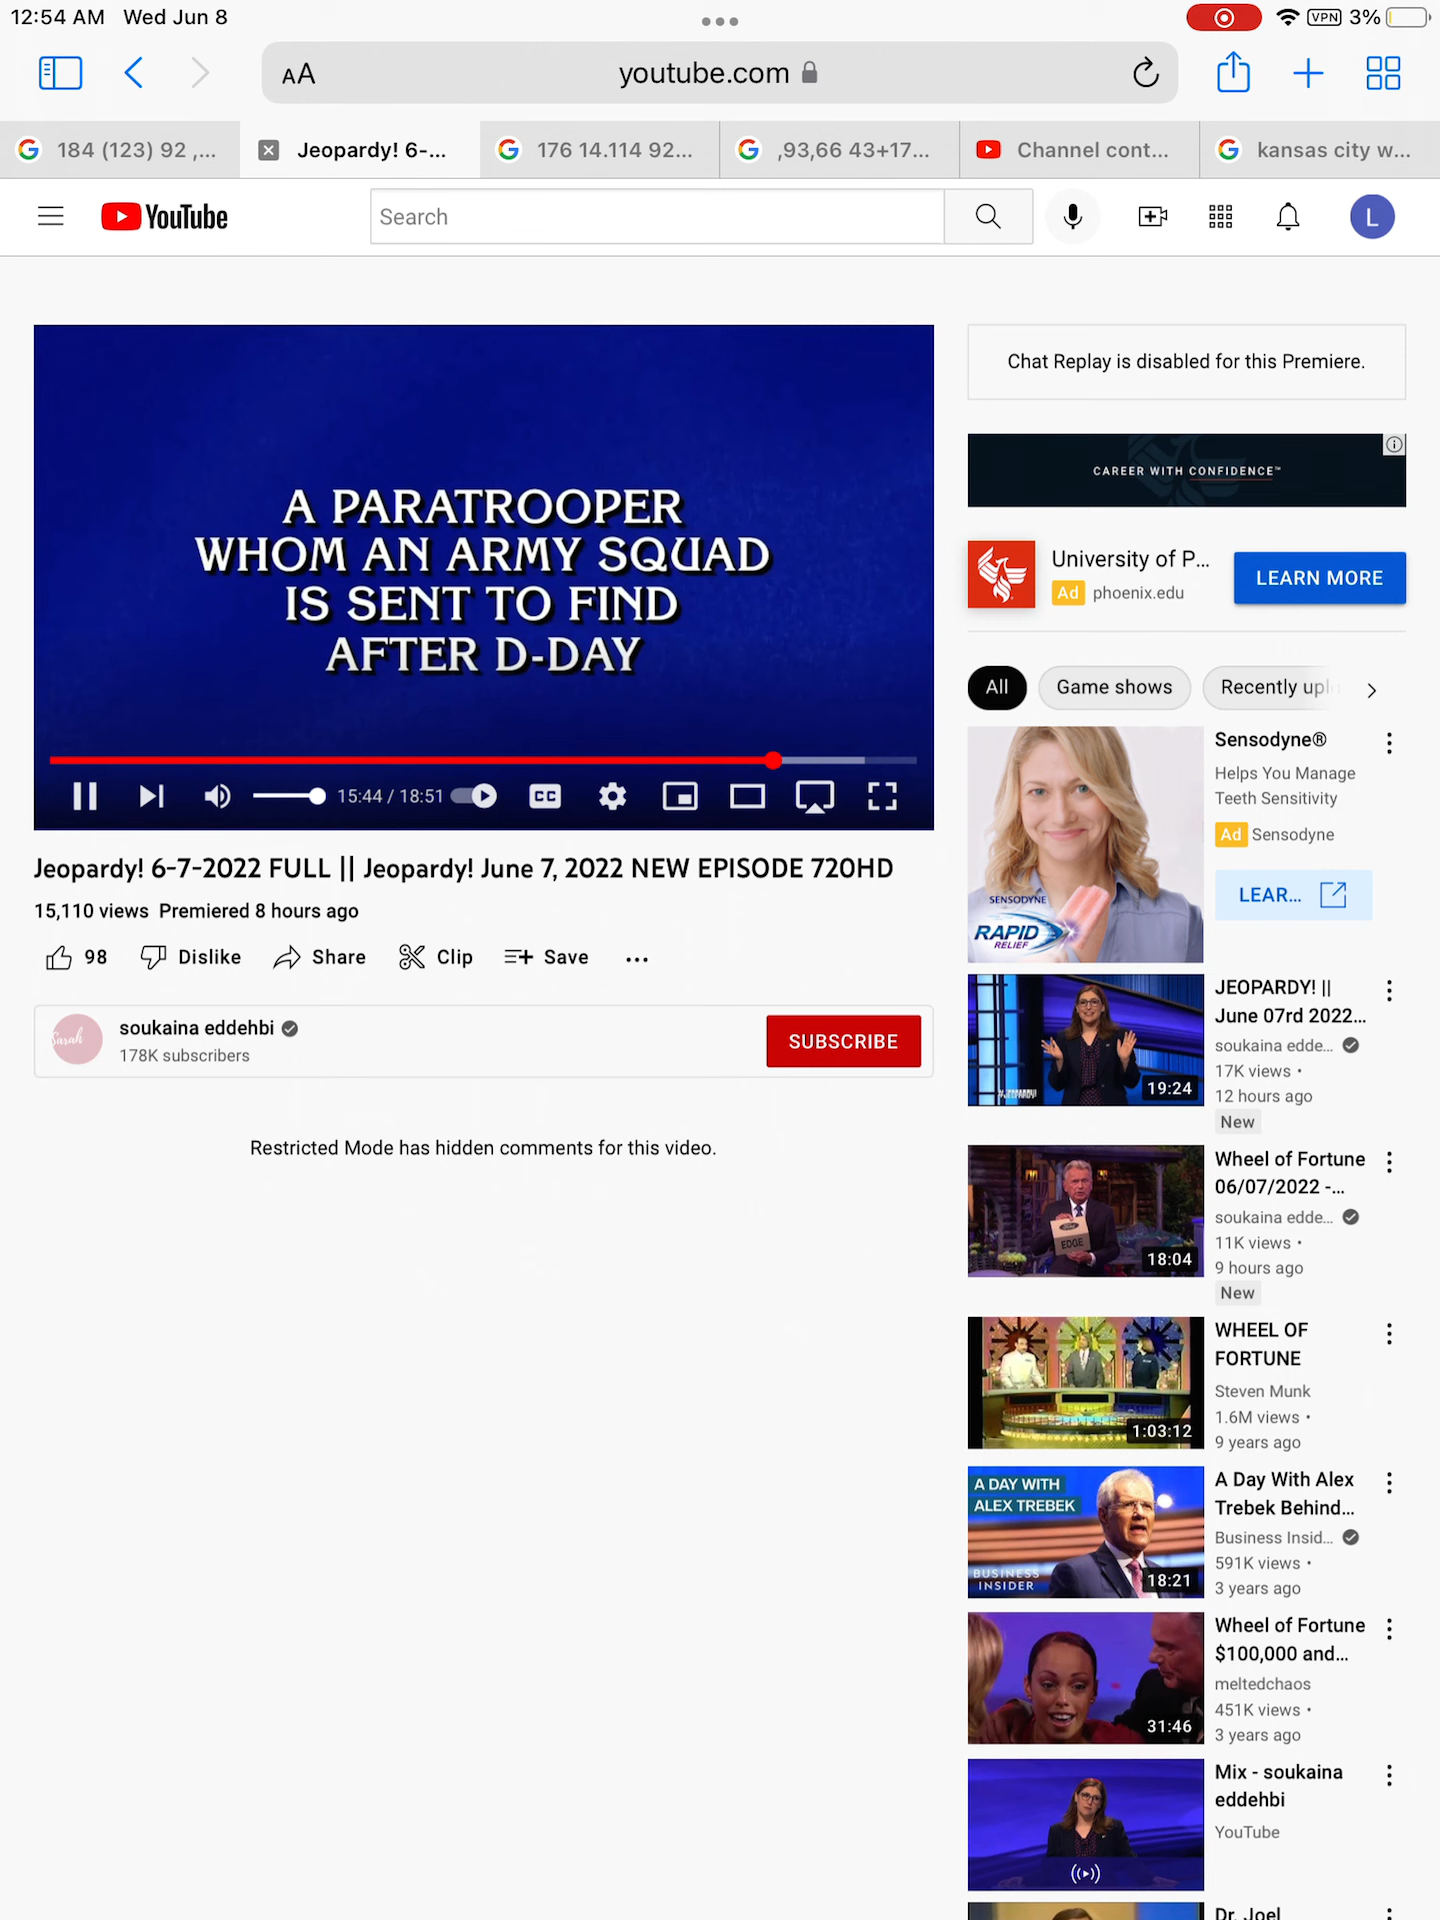 12:54 AM Wed Jun 8
VPN 3%
AA
youtube.com
184 (123) 92 ,...
Jeopardy! 6-...
176 14.114 92...
,93,66 43+17...
Channel cont...
kansas city w...
YouTube
Search
L
A PARATROOPER
WHOM AN ARMY SQUAD
IS SENT TO FIND
AFTER D-DAY
15:44 / 18:51
CC
Jeopardy! 6-7-2022 FULL || Jeopardy! June 7, 2022 NEW EPISODE 720HD
15,110 views Premiered 8 hours ago
98 Dislike Share Clip Save ...
Sarah
soukaina eddehbi
178K subscribers
SUBSCRIBE
Restricted Mode has hidden comments for this video.
Chat Replay is disabled for this Premiere.
CAREER WITH CONFIDENCE™
University of P...
Ad phoenix.edu
LEARN MORE
All Game shows Recently upl
Sensodyne®
Helps You Manage
Teeth Sensitivity
Ad Sensodyne
LEAR...
SENSODYNE
RAPID
RELIEF
JEOPARDY! ||
June 07rd 2022...
soukaina edde...
17K views •
12 hours ago
New
JEOPARDY!
19:24
Wheel of Fortune
06/07/2022 -...
soukaina edde...
11K views •
9 hours ago
New
Ford
EDGE
18:04
WHEEL OF
FORTUNE
Steven Munk
1.6M views •
9 years ago
1:03:12
A Day With Alex
Trebek Behind...
Business Insid...
591K views •
3 years ago
A DAY WITH
ALEX TREBEK
BUSINESS
INSIDER
18:21
Wheel of Fortune
$100,000 and...
meltedchaos
451K views •
3 years ago
31:46
Mix - soukaina
eddehbi
YouTube
Dr. Joel